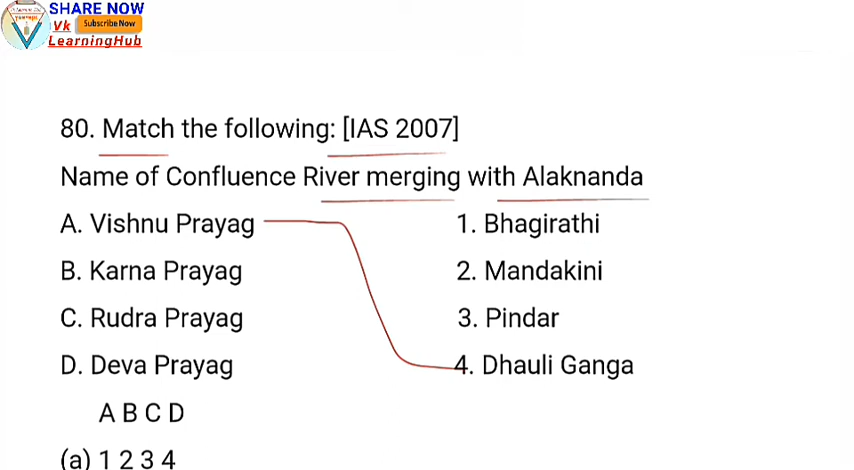 SHARE NOW
Vk Subscribe Now
LearningHub
80. Match the following: [IAS 2007]
Name of Confluence River merging with Alaknanda
A. Vishnu Prayag 1. Bhagirathi
B. Karna Prayag 2. Mandakini
C. Rudra Prayag 3. Pindar
D. Deva Prayag 4. Dhauli Ganga
A B C D
(a) 1 2 3 4